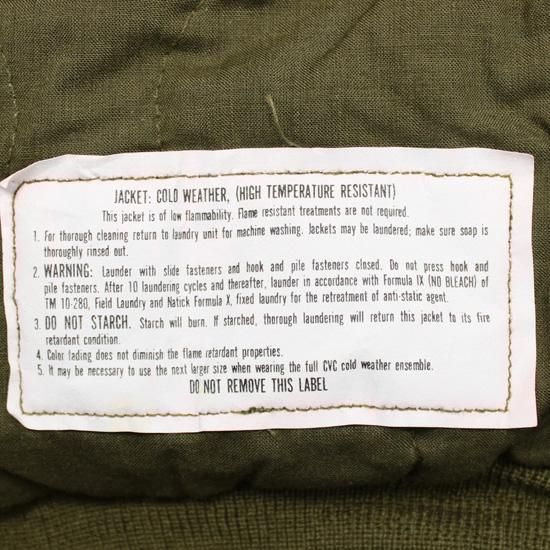 JACKET: COLD WEATHER, (HIGH TEMPERATURE RESISTANT)
This jacket is of low flammability. Flame resistant treatments are not required.
1. For thorough cleaning return to laundry unit for machine washing. Jackets may be laundered; make sure soap is
thoroughly rinsed out.
2. WARNING: Launder with slide fasteners and hook and pile fasteners closed. Do not press hook and
pile fasteners. After 10 laundering cycles and thereafter, launder in accordance with Formula IX (NO BLEACH) of
TM 10-280, Field Laundry and Natick Formula X, fixed laundry for the retreatment of anti-static agent.
3. DO NOT STARCH. Starch will burn. If starched, thorough laundering will return this jacket to its fire
retardant condition.
4. Color fading does not diminish the flame retardant properties.
5. It may be necessary to use the next larger size when wearing the full CVC cold weather ensemble.
DO NOT REMOVE THIS LABEL